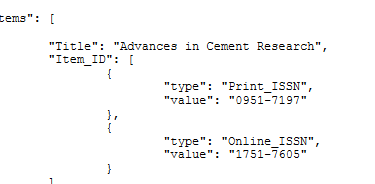 tems": [
"Title": "Advances in Cement Research",
"Item_ID": [
{
"type": "Print_ISSN",
"value": "0951-7197"
},
{
"type": "Online_ISSN",
"value": "1751-7605"
}
]